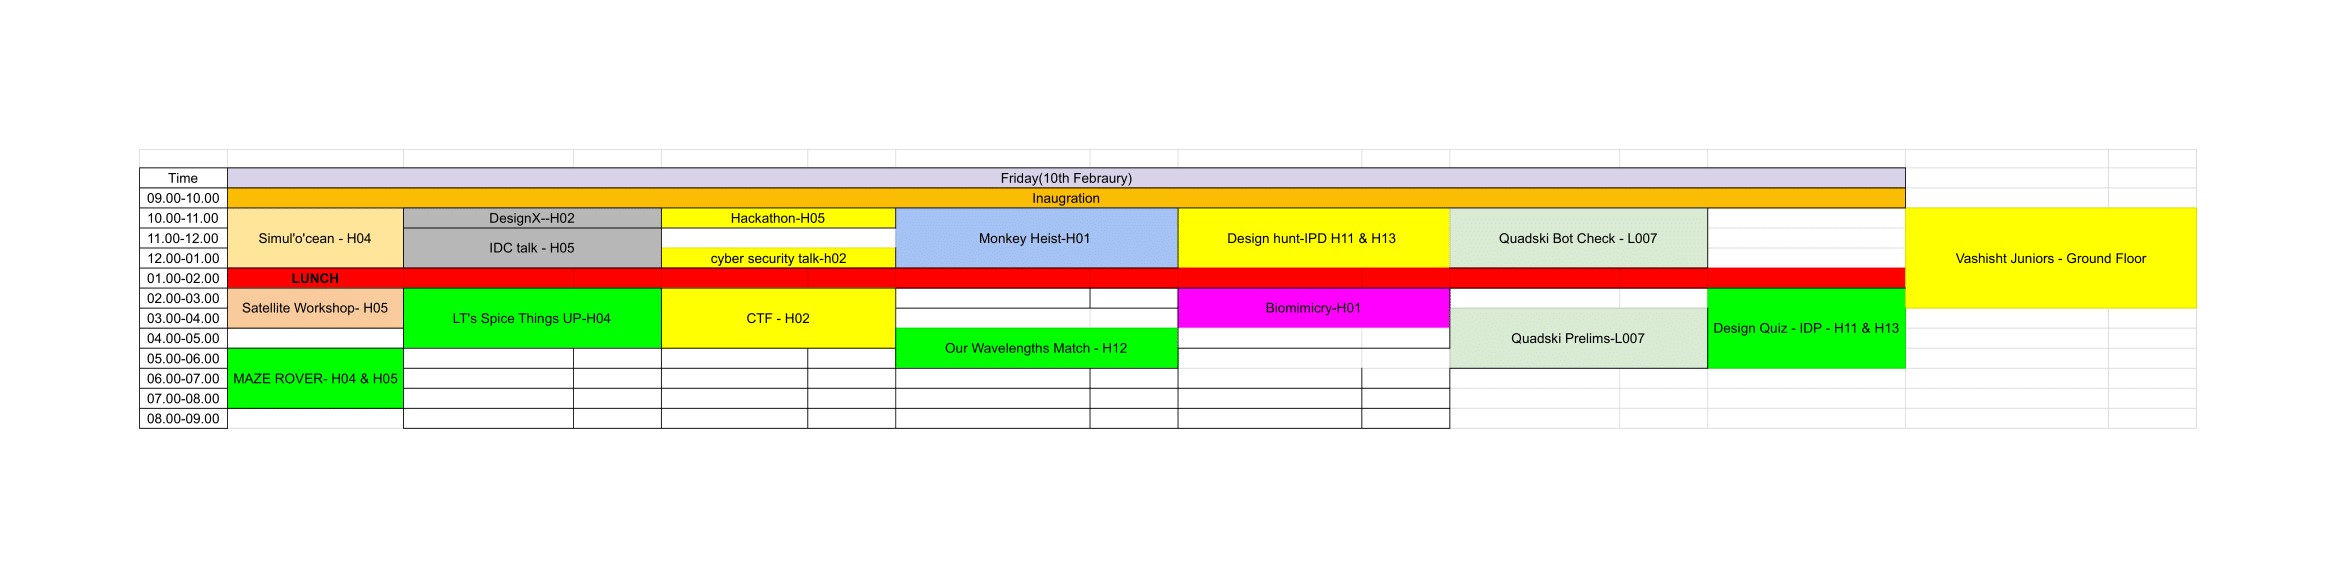 Time Friday(10th Febraury)
09.00-10.00 Inaugration
10.00-11.00 DesignX--H02 Hackathon-H05
11.00-12.00 Simul'o'cean - H04 IDC talk - H05 Monkey Heist-H01 Design hunt-IPD H11 & H13 Quadski Bot Check - L007
12.00-01.00 cyber security talk-h02 Vashisht Juniors - Ground Floor
01.00-02.00 LUNCH
02.00-03.00 Satellite Workshop- H05 Biomimicry-H01
03.00-04.00 LT's Spice Things UP-H04 CTF - H02 Design Quiz - IDP - H11 & H13
04.00-05.00 Our Wavelengths Match - H12 Quadski Prelims-L007
05.00-06.00
06.00-07.00 MAZE ROVER- H04 & H05
07.00-08.00
08.00-09.00